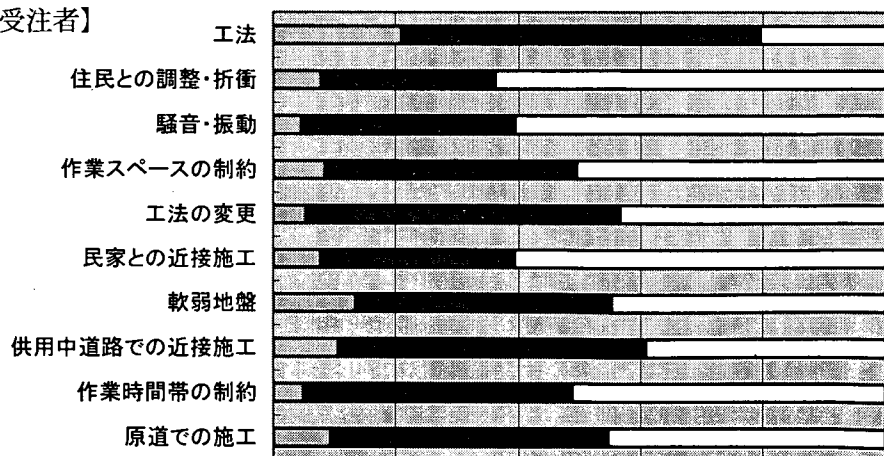 受注者】
工法
住民との調整・折衝
騒音・振動
作業スペースの制約
工法の変更
民家との近接施工
軟弱地盤
供用中道路での近接施工
作業時間帯の制約
原道での施工